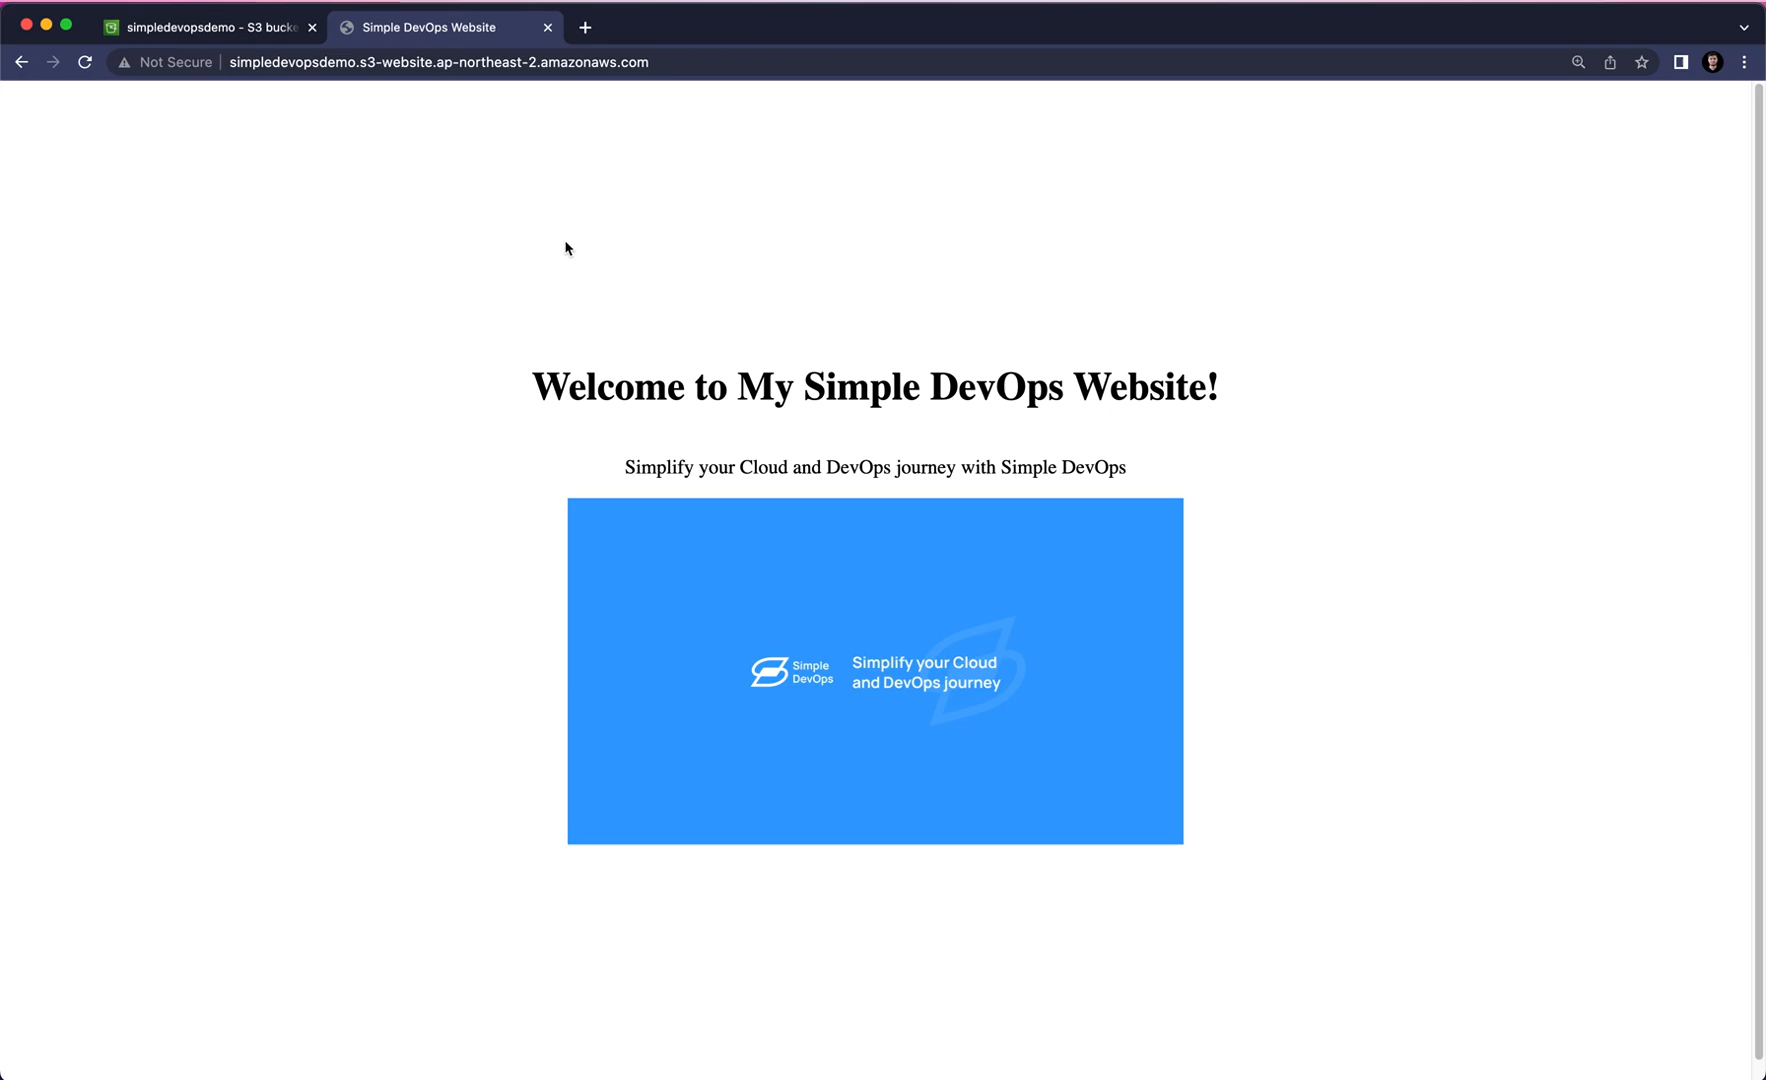 simpledevopsdemo - S3 bucke
Simple DevOps Website
Not Secure
simpledevopsdemo.s3-website.ap-northeast-2.amazonaws.com
Welcome to My Simple DevOps Website!
Simplify your Cloud and DevOps journey with Simple DevOps
Simple
DevOps
Simplify your Cloud
and DevOps journey